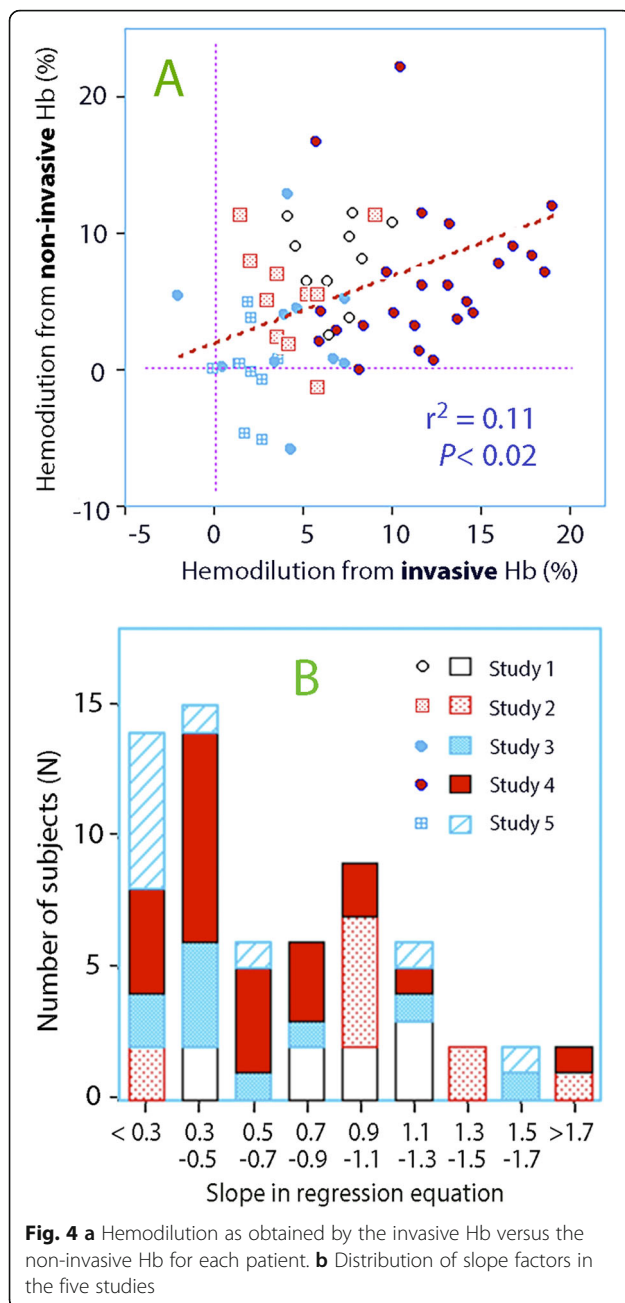 A
Hemodiution from non-invasive Hb (%)
20
10
0
-10
r² = 0.11
P< 0.02
-5 0 5 10 15 20
Hemodilution from invasive Hb (%)
B
Study 1
Study 2
Study 3
Study 4
Study 5
Number of subjects (N)
15
10
5
0
< 0.3 0.3 0.5 0.7 0.9 1.1 1.3 1.5 >1.7
-0.5 -0.7 -0.9 -1.1 -1.3 -1.5 -1.7
Slope in regression equation
Fig. 4 a Hemodilution as obtained by the invasive Hb versus the
non-invasive Hb for each patient. b Distribution of slope factors in
the five studies